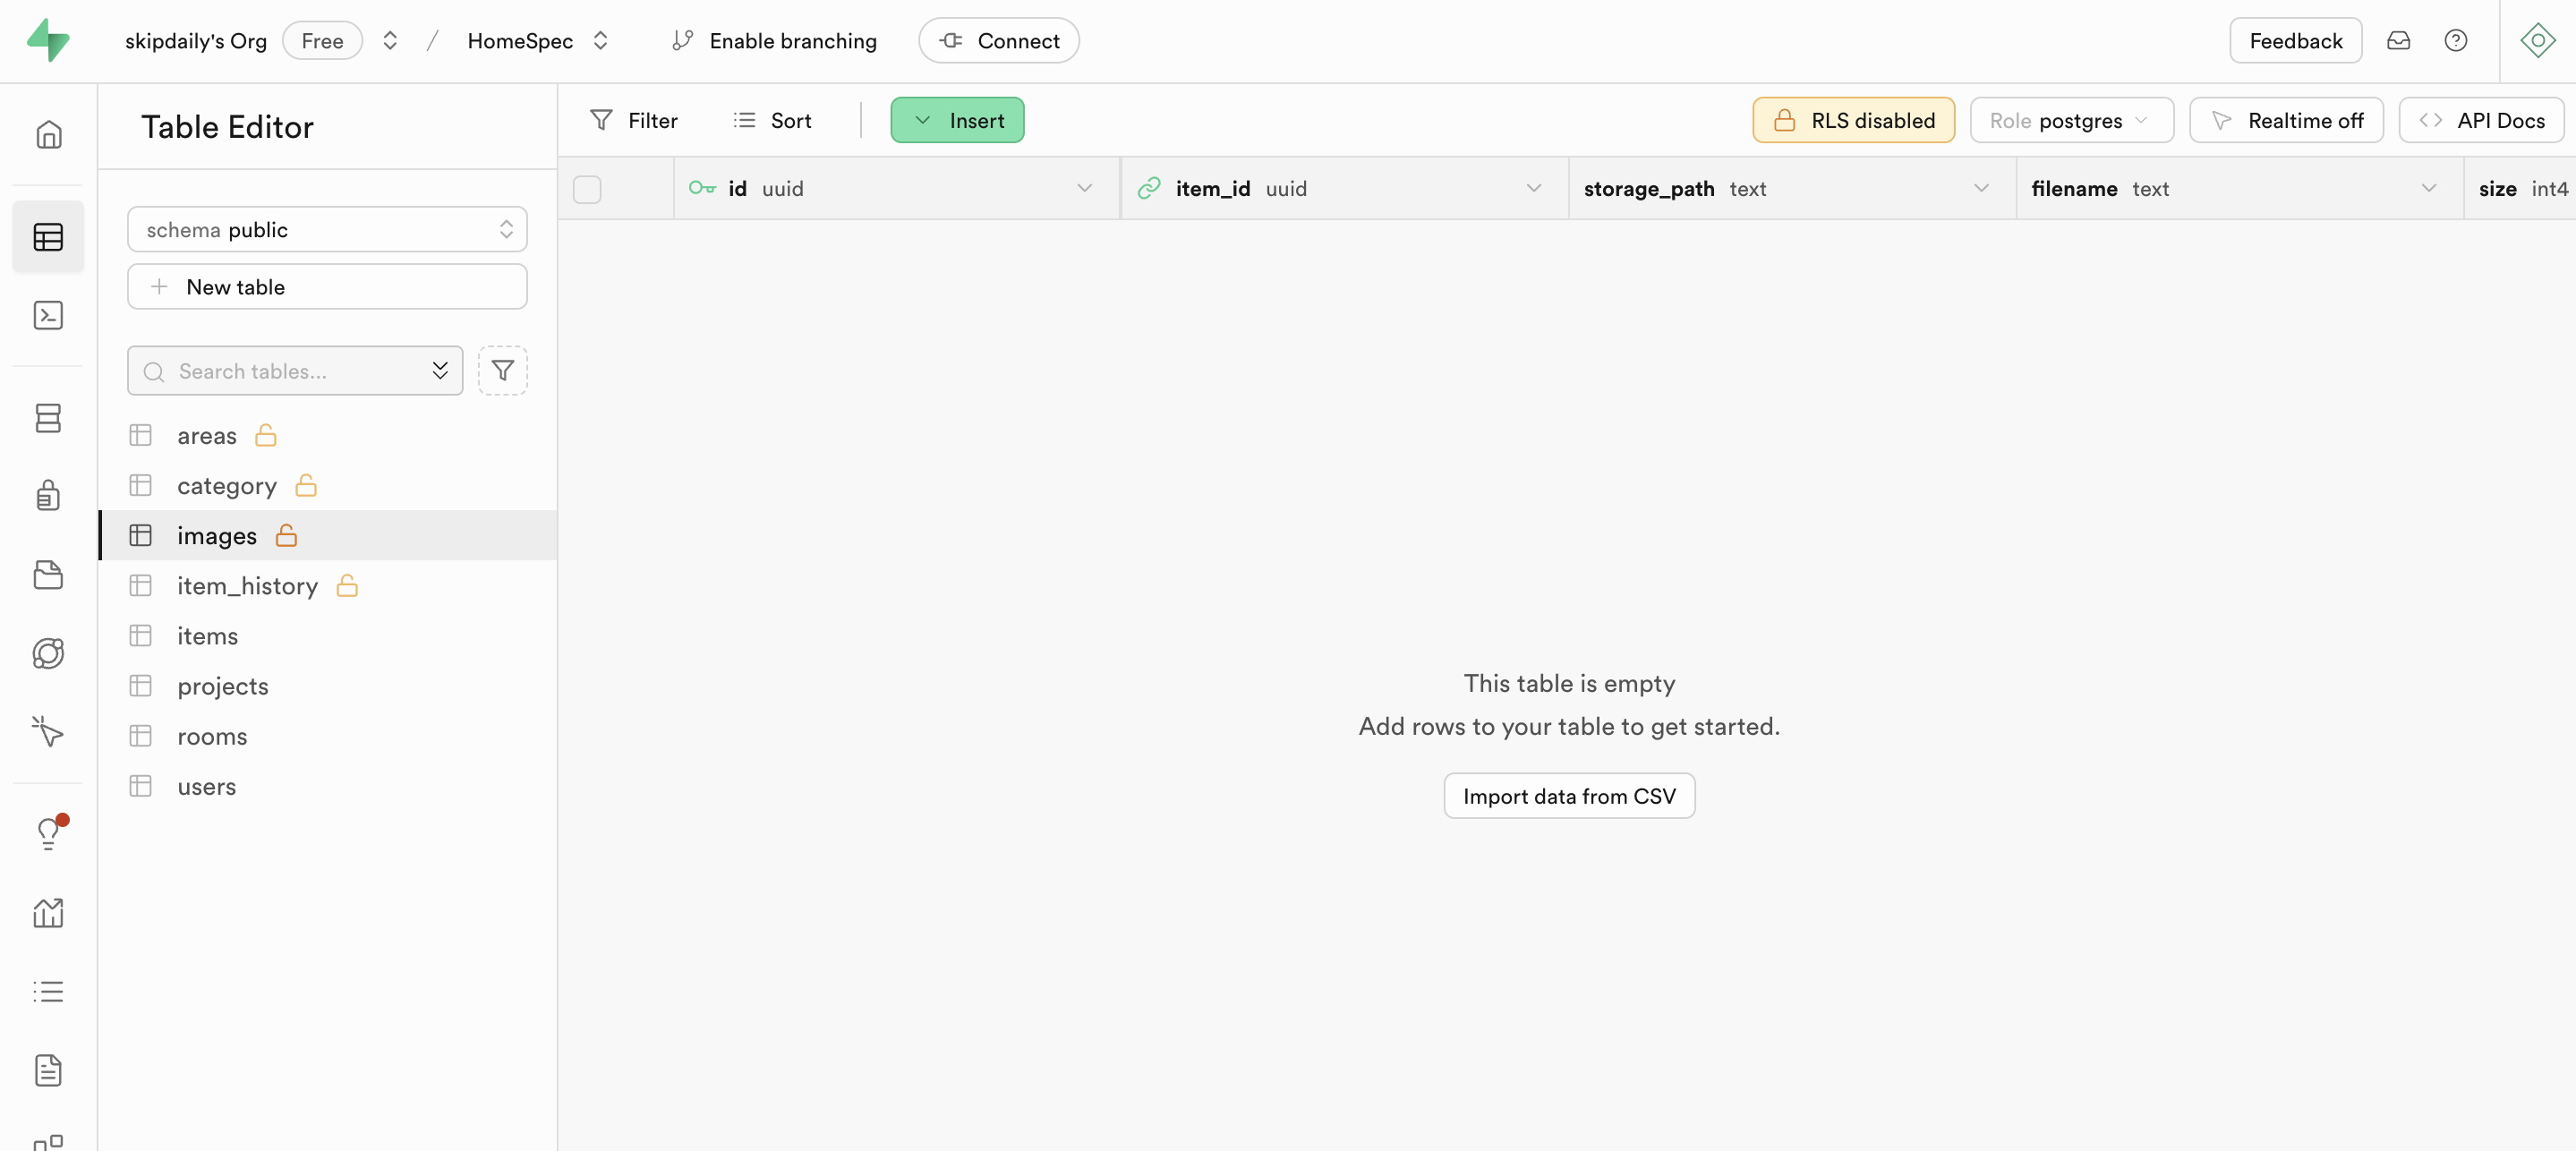 skipdaily's Org Free / HomeSpec Enable branching Connect Feedback
Table Editor
Filter Sort Insert RLS disabled Role postgres Realtime off API Docs
id uuid item_id uuid storage_path text filename text size int4
schema public
New table
Search tables...
areas
category
images
item_history
items
projects
rooms
users
This table is empty
Add rows to your table to get started.
Import data from CSV